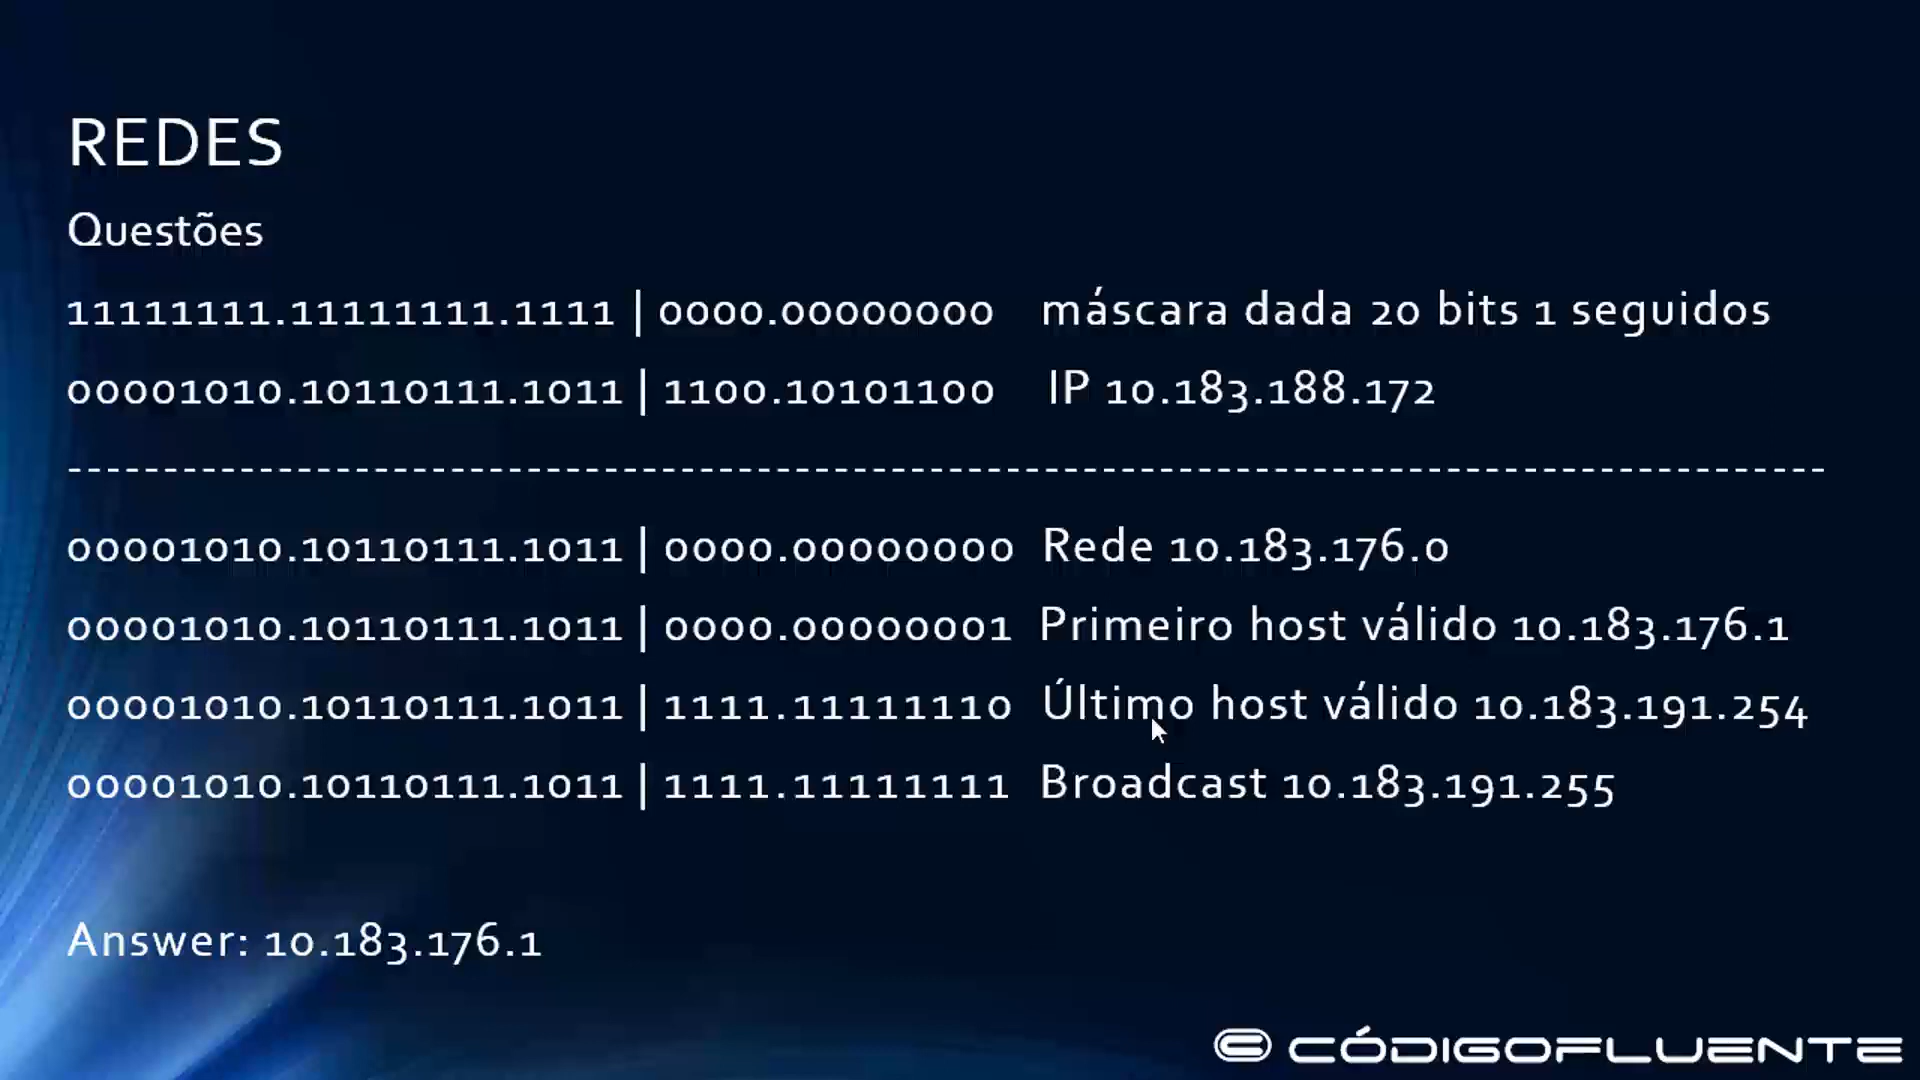 REDES
Questões
11111111.11111111.1111 | 0000.00000000 máscara dada 20 bits 1 seguidos
00001010.10110111.1011 | 1100.10101100 IP 10.183.188.172
--------------------------------------------------------------------------------------------
00001010.10110111.1011 | 0000.00000000 Rede 10.183.176.0
00001010.10110111.1011 | 0000.00000001 Primeiro host válido 10.183.176.1
00001010.10110111.1011 | 1111.11111110 Último host válido 10.183.191.254
00001010.10110111.1011 | 1111.11111111 Broadcast 10.183.191.255
Answer: 10.183.176.1
CÓDIGOFLUENTE